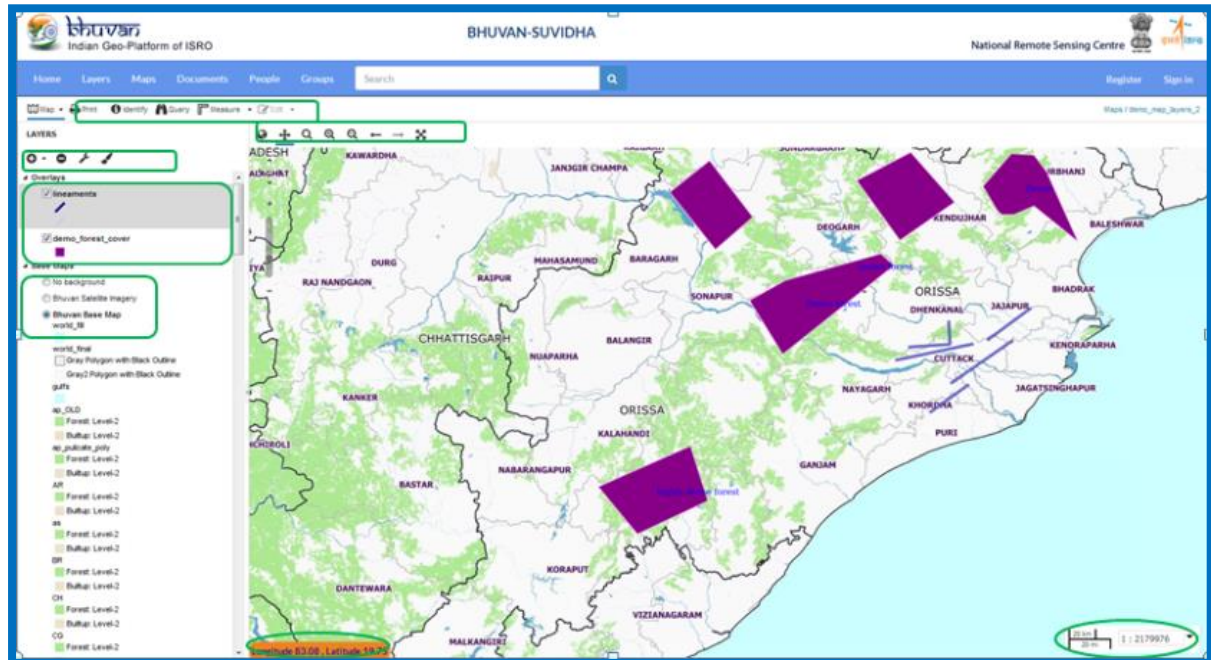 bhuvan
Indian Geo-Platform of ISRO
BHUVAN-SUVIDHA
National Remote Sensing Centre
Home Layers Maps Documents People Groups Search
Register Sign in
Map Print Identify Query Measure Edit
Maps / demo_map_layers_2
LAYERS
Overlays
lineaments
demo_forest_cover
Base Maps
No background
Bhuvan Satellite Imagery
Bhuvan Base Map
world_fill
world_final
Gray Polygon with Black Outline
Gray2 Polygon with Black Outline
gulfs
ap_OLD
Forest: Level-2
Builtup: Level-2
Forest: Level-2
Builtup: Level-2
AR
Forest: Level-2
Builtup: Level-2
as
Forest: Level-2
Builtup: Level-2
BR
Forest: Level-2
Builtup: Level-2
CH
Forest: Level-2
Builtup: Level-2
CG
Forest: Level-2
KAWARDHA
JANJGIR CHAMPA
KENDUJHAR
BALESHWAR
DEOGARH
DURG
MAHASAMUND
BARAGARH
RAJ NANDGAON
RAIPUR
SONAPUR
ORISSA
BHADRAK
DHENKANAL
JAJAPUR
CHHATTISGARH
BALANGIR
NUAPARHA
CUTTACK
KENDRAPARHA
KANKER
NAYAGARH
JAGATSINGHAPUR
KHORDHA
ORISSA
KALAHANDI
PURI
NABARANGAPUR
GANJAM
BASTAR
KORAPUT
DANTEWARA
VIZIANAGARAM
MALKANGIRI
Longitude 83.08 , Latitude 59.75
20 km
20 mi
1 : 2179976